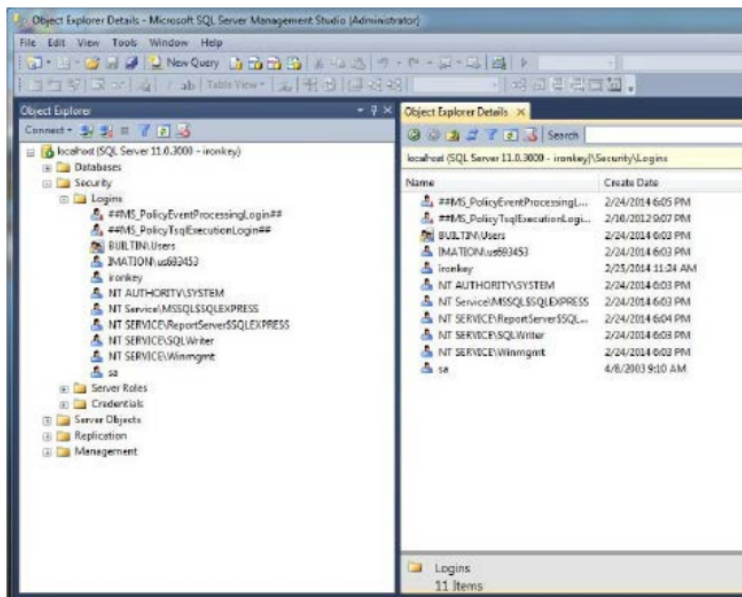 Object Explorer Details - Microsoft SQL Server Management Studio (Administrator)
File Edit View Tools Window Help
New Query
Table View
Object Explorer
Connect
localhost (SQL Server 11.0.3000 - ironkey)
Databases
Security
Logins
##MS_PolicyEventProcessingLogin##
##MS_PolicyTsqlExecutionLogin##
BUILTIN\Users
IMATION\us693453
ironkey
NT AUTHORITY\SYSTEM
NT Service\MSSQL$SQLEXPRESS
NT SERVICE\ReportServer$SQLEXPRESS
NT SERVICE\SQLWriter
NT SERVICE\Winmgmt
sa
Server Roles
Credentials
Server Objects
Replication
Management
Object Explorer Details
Search
localhost (SQL Server 11.0.3000 - ironkey)\Security\Logins
Name Create Date
##MS_PolicyEventProcessingL... 2/24/2014 6:05 PM
##MS_PolicyTsqlExecutionLogi... 2/10/2012 9:07 PM
BUILTIN\Users 2/24/2014 6:03 PM
IMATION\us693453 2/24/2014 6:03 PM
ironkey 2/25/2014 11:24 AM
NT AUTHORITY\SYSTEM 2/24/2014 6:03 PM
NT Service\MSSQL$SQLEXPRESS 2/24/2014 6:03 PM
NT SERVICE\ReportServer$SQL... 2/24/2014 6:04 PM
NT SERVICE\SQLWriter 2/24/2014 6:03 PM
NT SERVICE\Winmgmt 2/24/2014 6:03 PM
sa 4/8/2003 9:10 AM
Logins
11 Items